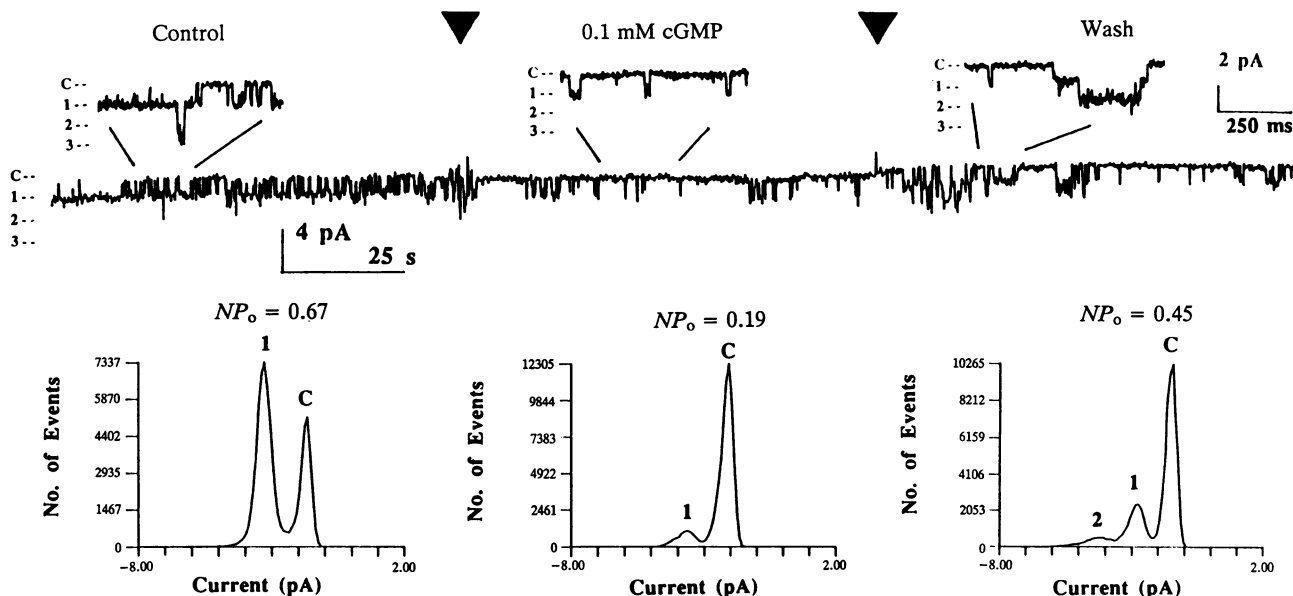 Control
0.1 mM cGMP
Wash
C--
1--
2--
3--
C--
1--
2--
3--
C--
1--
2--
3--
2 pA
250 ms
C--
1--
2--
3--
4 pA
25 s
NPo = 0.67
1
C
7337
5870
4402
2935
1467
0
No. of Events
-8.00
2.00
Current (pA)
NPo = 0.19
C
1
12305
9844
7383
4922
2461
0
No. of Events
-8.00
2.00
Current (pA)
NPo = 0.45
C
1
2
10265
8212
6159
4106
2053
0
No. of Events
-8.00
2.00
Current (pA)